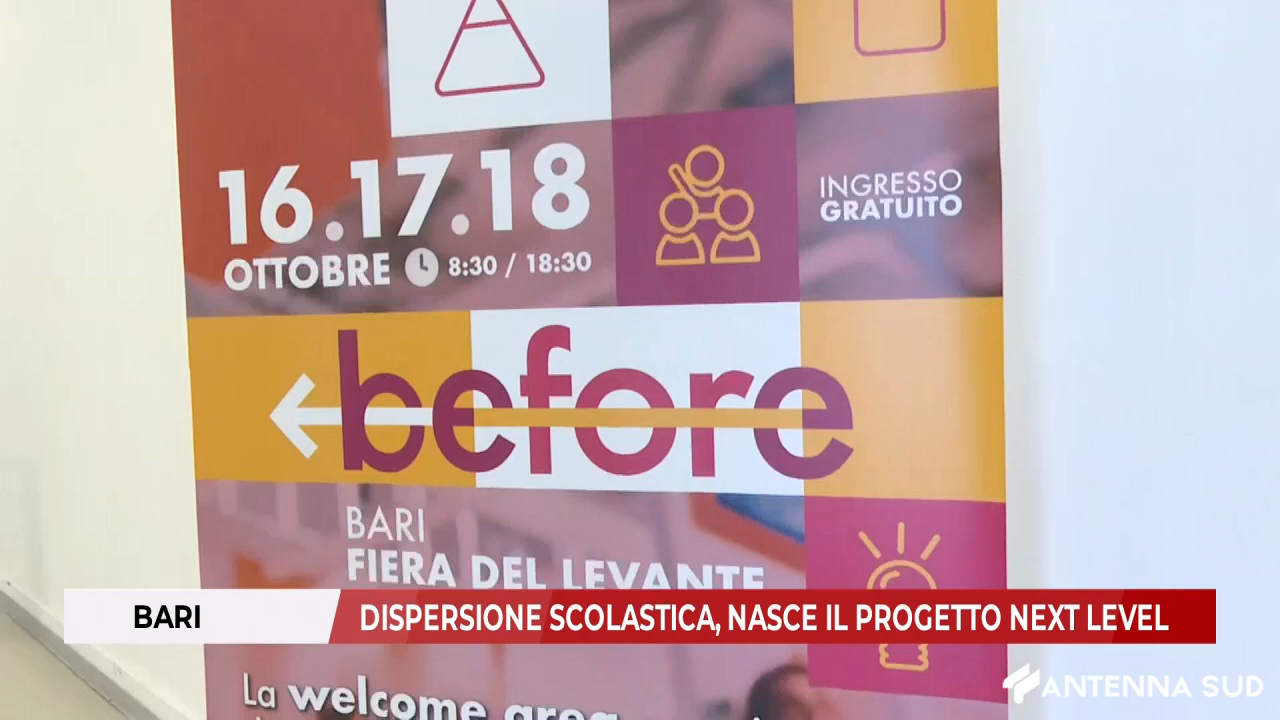 16.17.18
OTTOBRE 8:30 / 18:30
INGRESSO
GRATUITO
before
BARI
FIERA DEL LEVANTE
BARI
DISPERSIONE SCOLASTICA, NASCE IL PROGETTO NEXT LEVEL
La welcome area
ANTENNA SUD